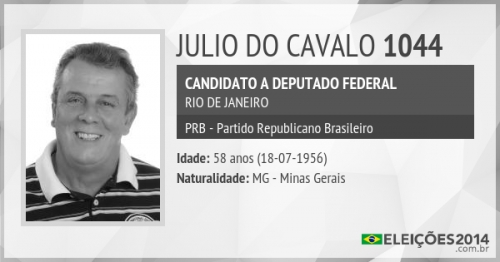 JULIO DO CAVALO 1044
CANDIDATO A DEPUTADO FEDERAL
RIO DE JANEIRO
PRB - Partido Republicano Brasileiro
Idade: 58 anos (18-07-1956)
Naturalidade: MG - Minas Gerais
ELEIÇÕES2014
.com.br